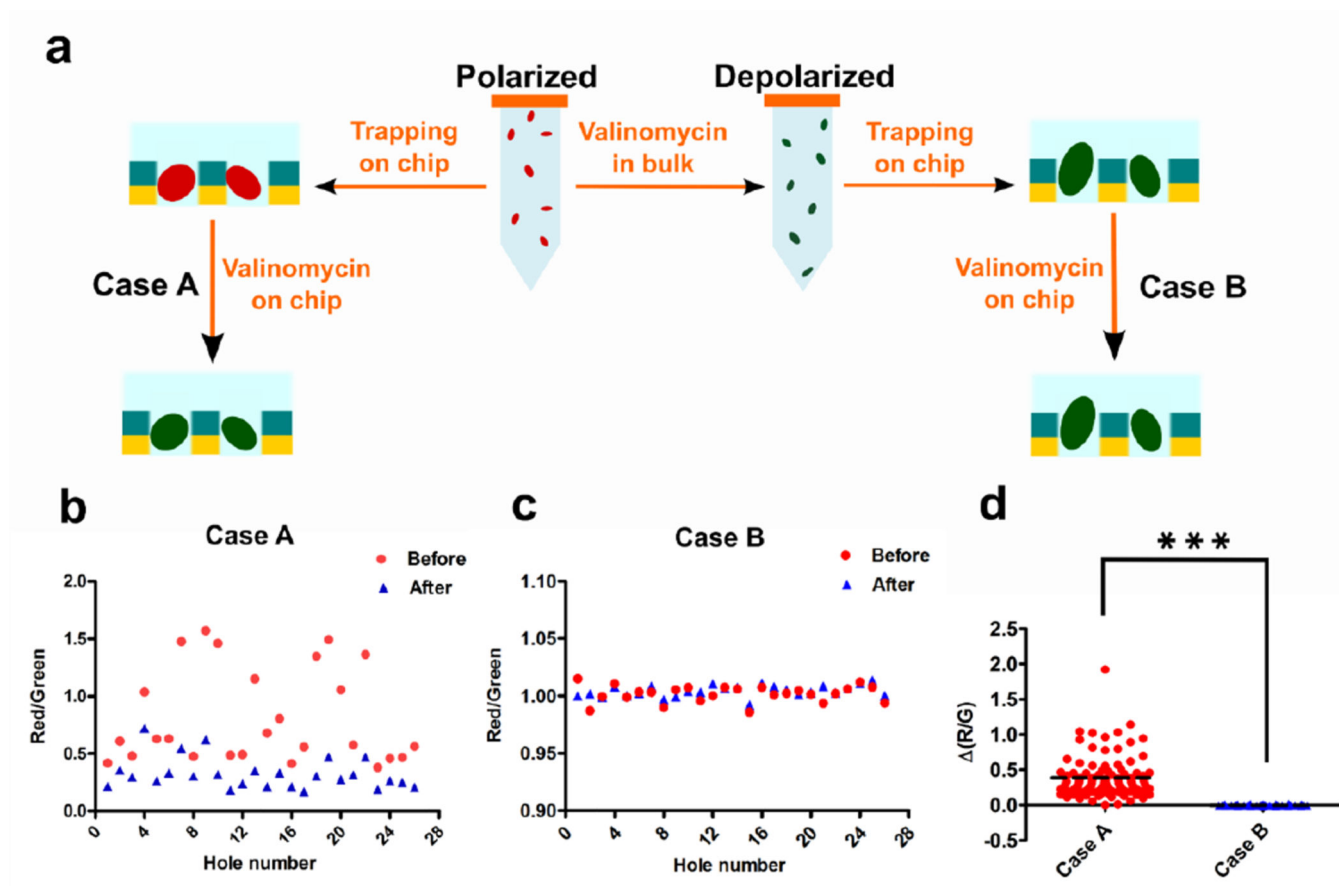 a
Polarized
Depolarized
Trapping
on chip
Valinomycin
in bulk
Trapping
on chip
Case A
Valinomycin
on chip
Valinomycin
on chip
Case B
b
Case A
Before
After
2.0
1.5
1.0
0.5
0.0
Red/Green
0
4
8
12
16
20
24
28
Hole number
c
Case B
Before
After
1.10
1.05
1.00
0.95
0.90
Red/Green
0
4
8
12
16
20
24
28
Hole number
d
***
2.5
2.0
1.5
1.0
0.5
0.0
-0.5
Δ(R/G)
Case A
Case B